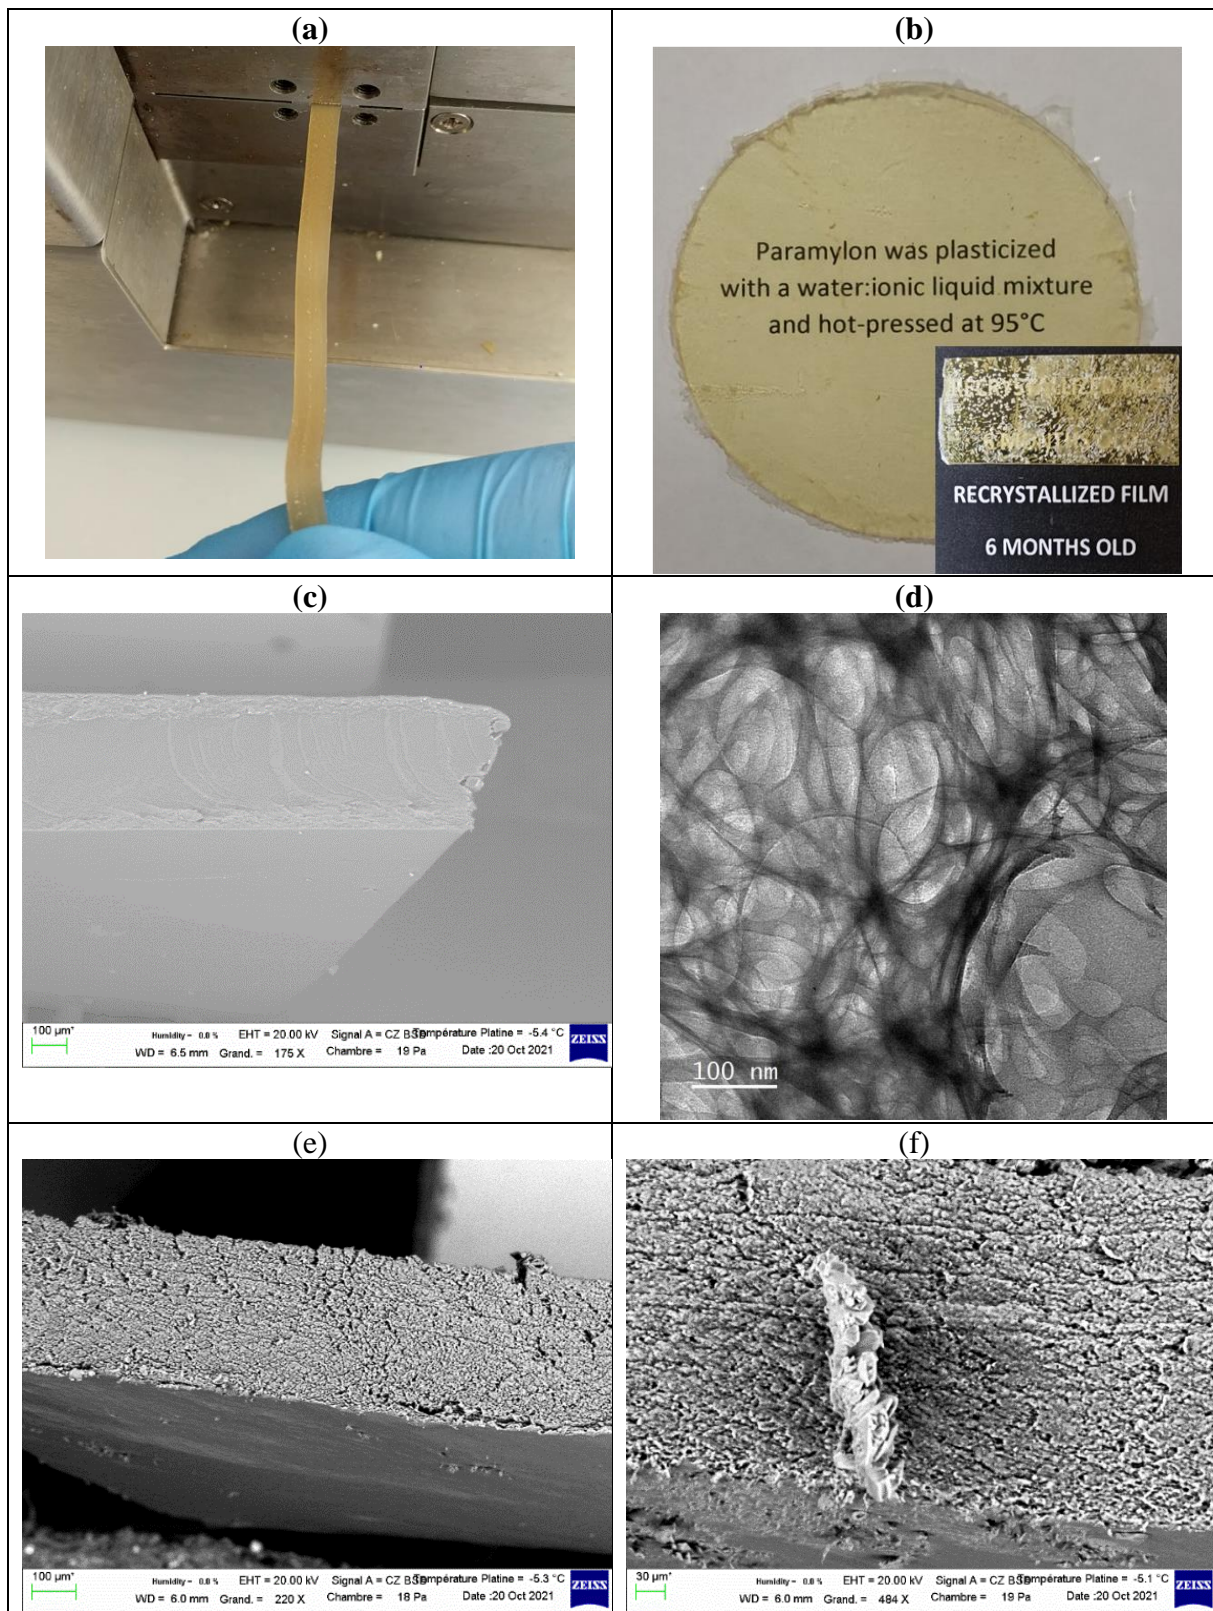 (a)
(b)
Paramylon was plasticized
with a water:ionic liquid mixture
and hot-pressed at 95°C
RECRYSTALLIZED FILM
6 MONTHS OLD
RECRYSTALLIZED FILM
6 MONTHS OLD
(c)
100 µm*
Humidity = 0.0 %
EHT = 20.00 kV
Signal A = CZ BSD
Température Platine = -5.4 °C
WD = 6.5 mm
Grand. = 175 X
Chambre = 19 Pa
Date :20 Oct 2021
ZEISS
(d)
100 nm
(e)
100 µm*
Humidity = 0.0 %
EHT = 20.00 kV
Signal A = CZ BSD
Température Platine = -5.3 °C
WD = 6.0 mm
Grand. = 220 X
Chambre = 18 Pa
Date :20 Oct 2021
ZEISS
(f)
30 µm*
Humidity = 0.0 %
EHT = 20.00 kV
Signal A = CZ BSD
Température Platine = -5.1 °C
WD = 6.0 mm
Grand. = 484 X
Chambre = 19 Pa
Date :20 Oct 2021
ZEISS